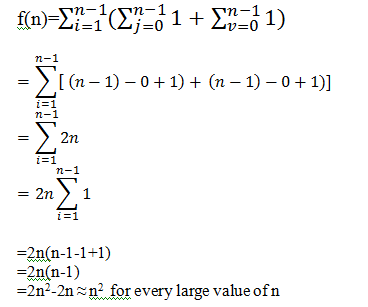 f(n)=∑_{i=1}^{n-1}(∑_{j=0}^{n-1} 1 + ∑_{v=0}^{n-1} 1)
= ∑_{i=1}^{n-1}[ (n − 1) − 0 + 1) + (n − 1) − 0 + 1)]
= ∑_{i=1}^{n-1} 2n
= 2n ∑_{i=1}^{n-1} 1
=2n(n-1-1+1)
=2n(n-1)
=2n²-2n ≈ n² for every large value of n